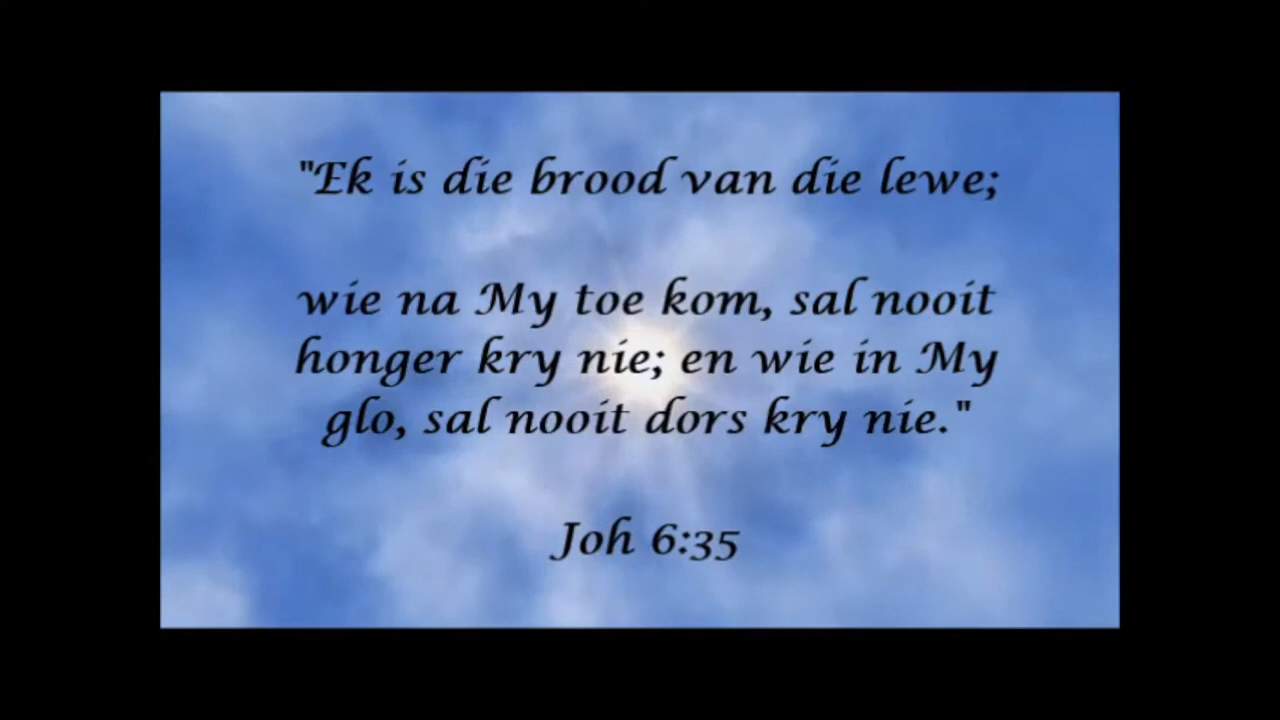 "Ek is die brood van die lewe;
wie na My toe kom, sal nooit
honger kry nie; en wie in My
glo, sal nooit dors kry nie."
Joh 6:35